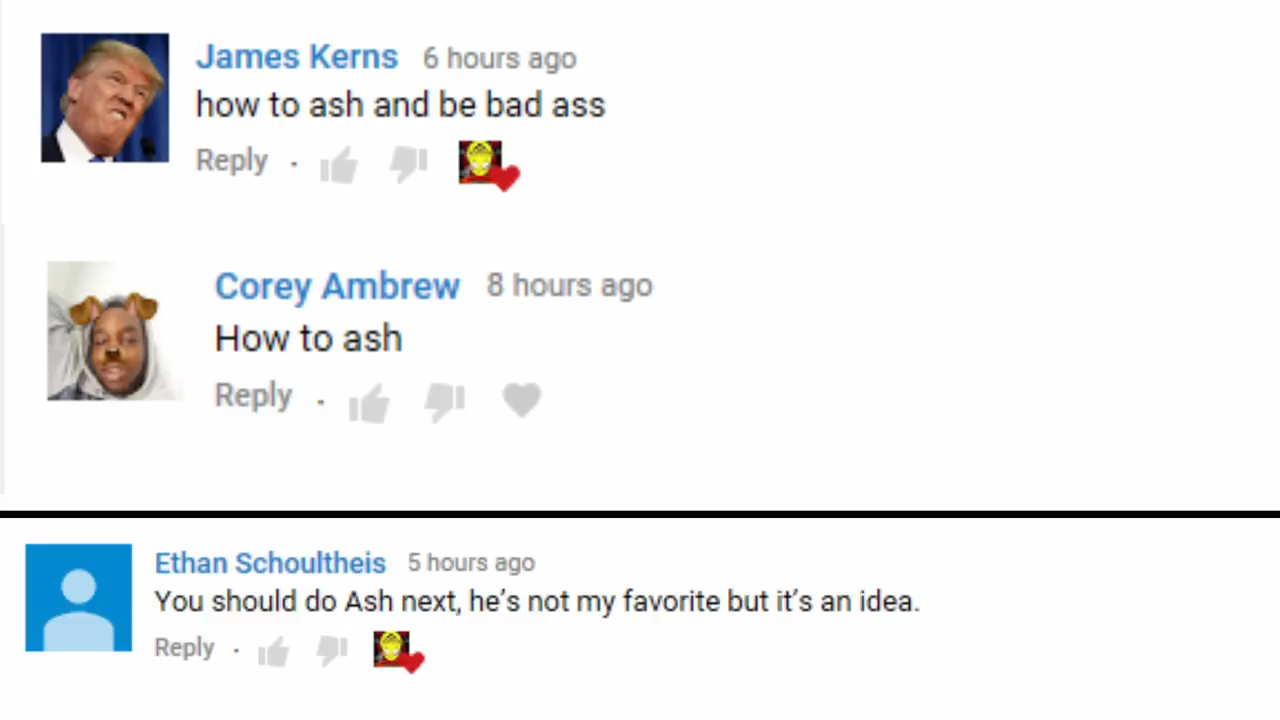 James Kerns 6 hours ago
how to ash and be bad ass
Reply ·
Corey Ambrew 8 hours ago
How to ash
Reply ·
Ethan Schoultheis 5 hours ago
You should do Ash next, he’s not my favorite but it’s an idea.
Reply ·